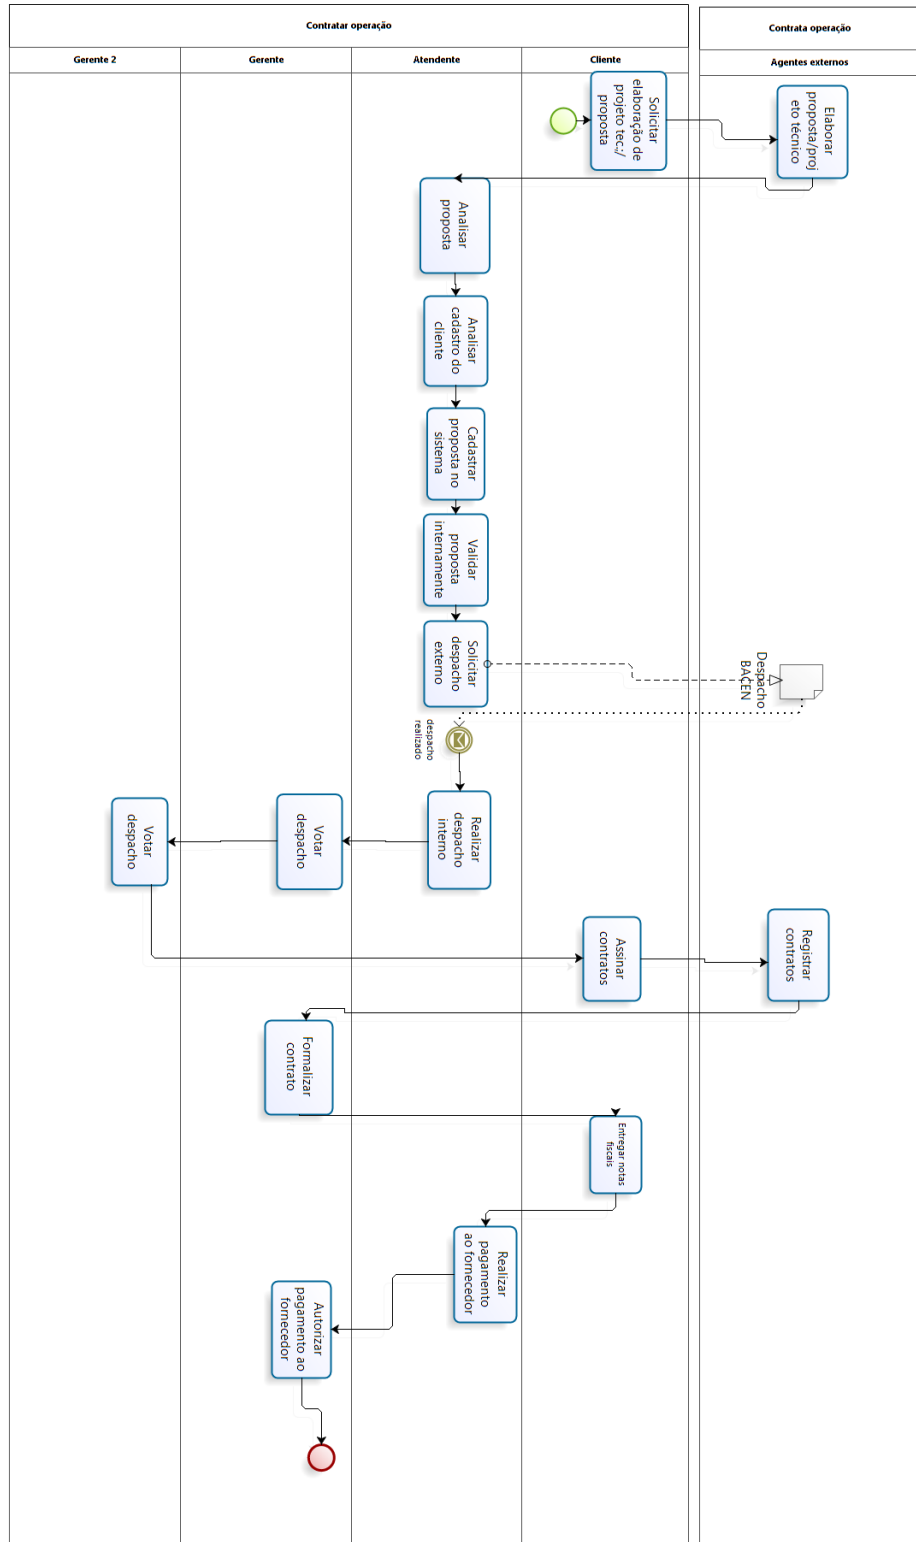 Contratar operação
Contrata operação
Gerente 2
Gerente
Atendente
Cliente
Agentes externos
Solicitar
elaboração de
projeto tec./
proposta
Elaborar
proposta/proj
eto técnico
Analisar
proposta
Analisar
cadastro do
cliente
Cadastrar
proposta no
sistema
Validar
proposta
internamente
Solicitar
despacho
externo
Despacho
BACEN
despacho
realizado
Realizar
despacho
interno
Votar
despacho
Votar
despacho
Assinar
contratos
Registrar
contratos
Formalizar
contrato
Entregar notas
fiscais
Realizar
pagamento
ao fornecedor
Autorizar
pagamento ao
fornecedor